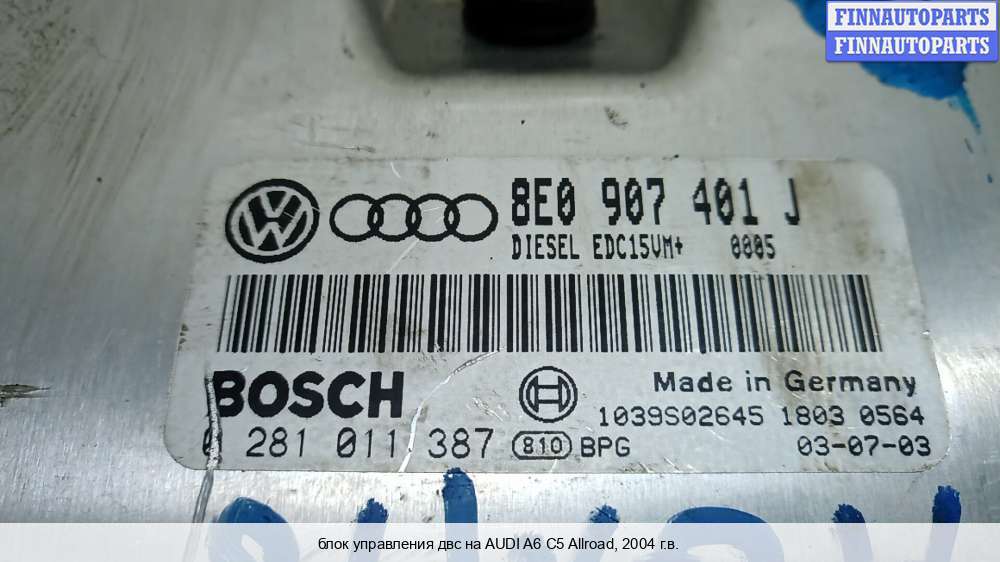 FINNAUTOPARTS
FINNAUTOPARTS
8E0 907 401 J
DIESEL EDC15VM+ 0005
BOSCH
Made in Germany
1039S02645 1803 0564
0 281 011 387 810 BPG 03-07-03
блок управления двс на AUDI A6 C5 Allroad, 2004 г.в.